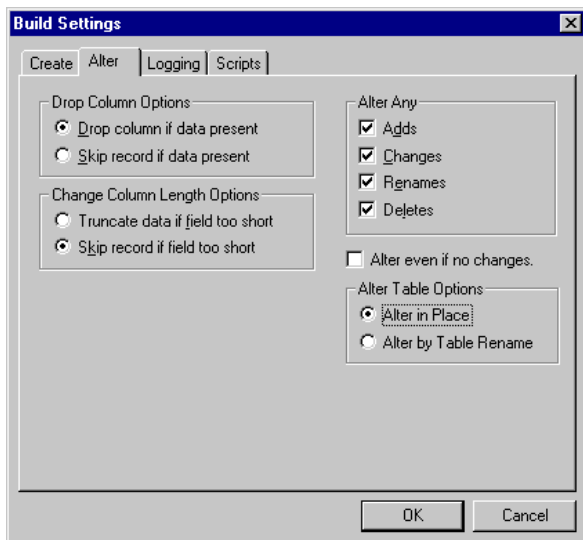 Build Settings
Create Alter Logging Scripts
Drop Column Options
Drop column if data present
Skip record if data present
Change Column Length Options
Truncate data if field too short
Skip record if field too short
Alter Any
Adds
Changes
Renames
Deletes
Alter even if no changes.
Alter Table Options
Alter in Place
Alter by Table Rename
OK Cancel